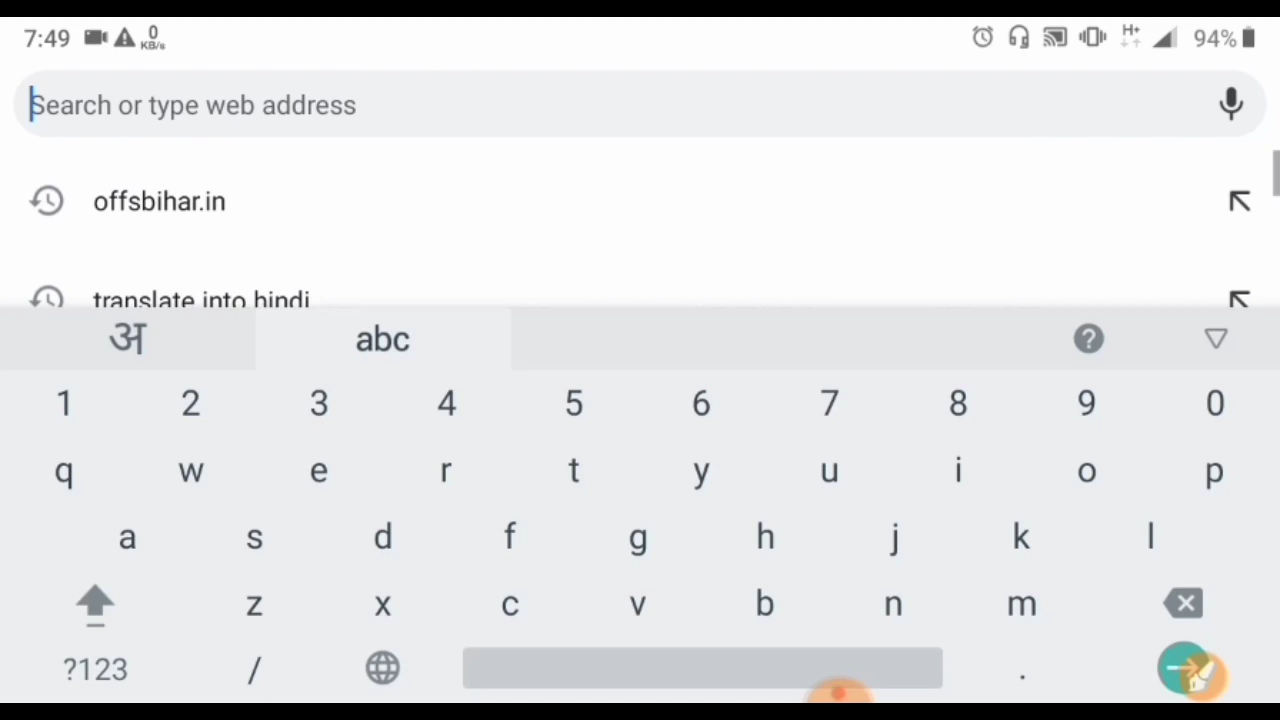 7:49 0 KB/s H+ 94%
Search or type web address
offsbihar.in
translate into hindi
अ abc ?
1 2 3 4 5 6 7 8 9 0
q w e r t y u i o p
a s d f g h j k l
z x c v b n m
?123 / .